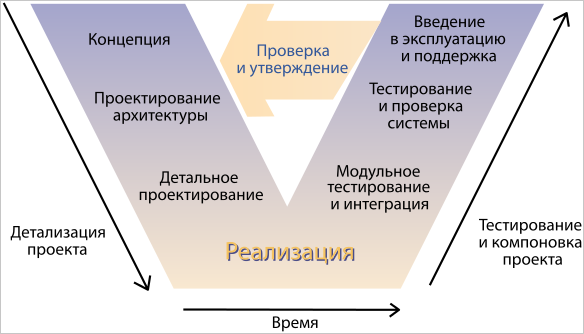 Концепция
Проектирование
архитектуры
Детальное
проектирование
Проверка
и утверждение
Введение
в эксплуатацию
и поддержка
Тестирование
и проверка
системы
Модульное
тестирование
и интеграция
Реализация
Детализация
проекта
Тестирование
и компоновка
проекта
Время